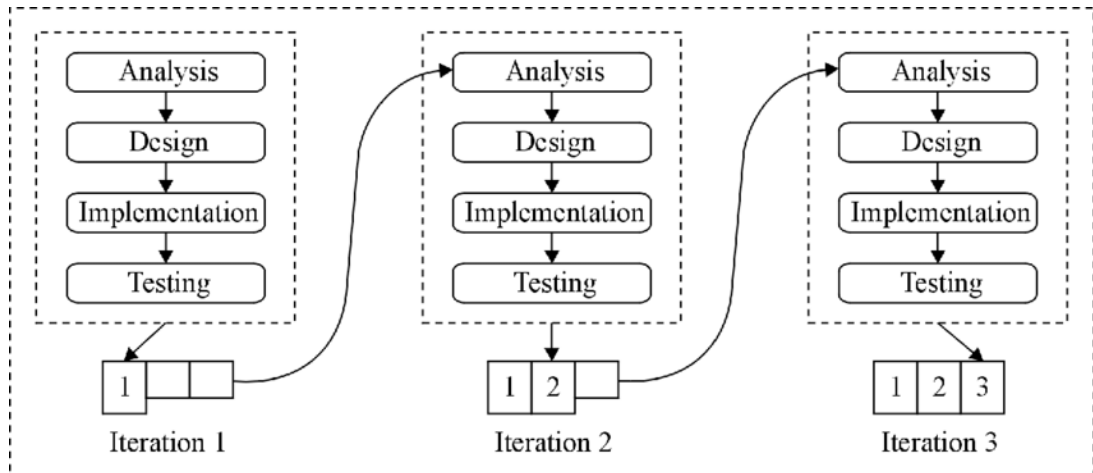 Analysis
Design
Implementation
Testing
1
Iteration 1
Analysis
Design
Implementation
Testing
1 2
Iteration 2
Analysis
Design
Implementation
Testing
1 2 3
Iteration 3